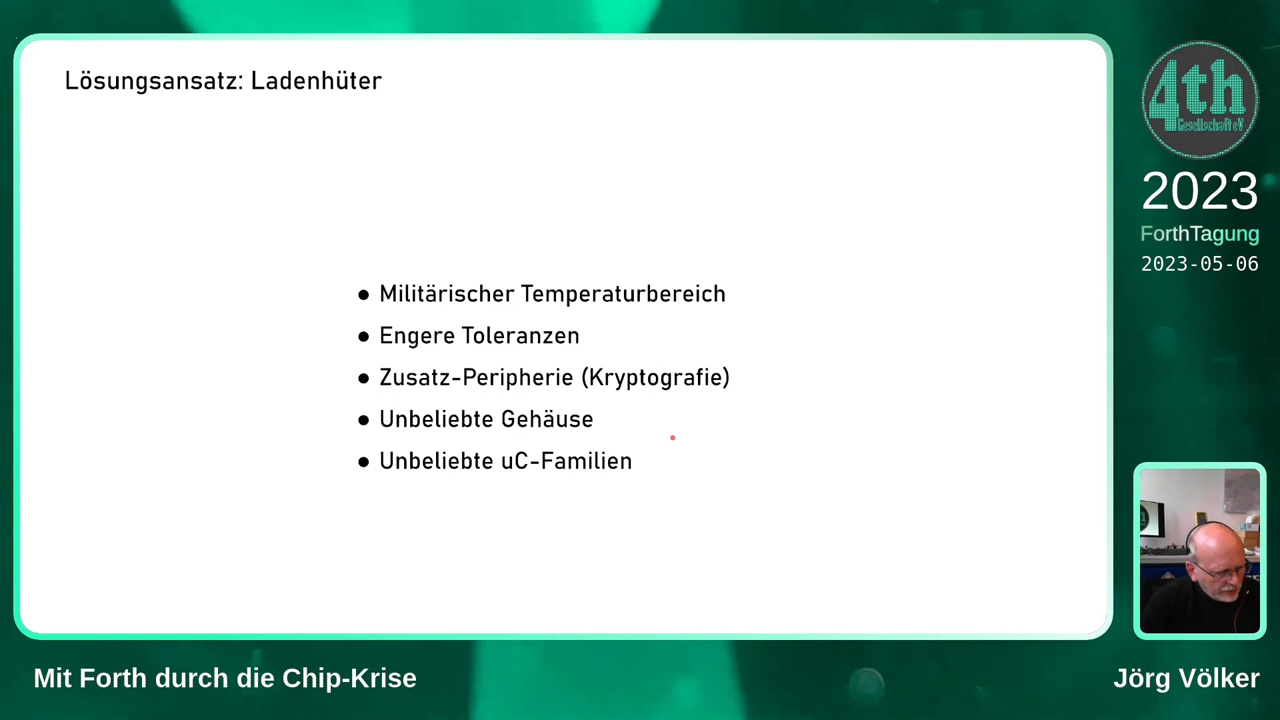 Lösungsansatz: Ladenhüter
● Militärischer Temperaturbereich
● Engere Toleranzen
● Zusatz-Peripherie (Kryptografie)
● Unbeliebte Gehäuse
● Unbeliebte uC-Familien
4th
Gesellschaft eV
2023
ForthTagung
2023-05-06
Mit Forth durch die Chip-Krise
Jörg Völker